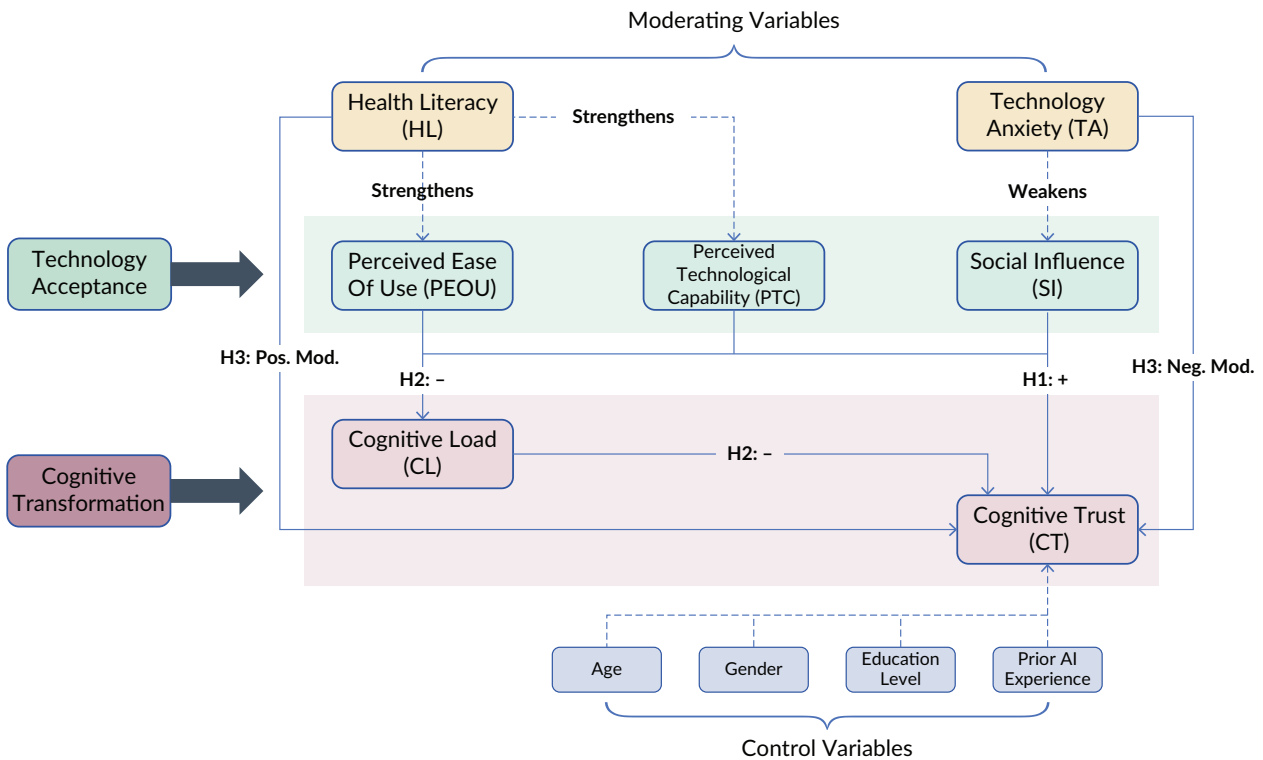 Moderating Variables
Health Literacy
(HL)
Strengthens
Technology
Anxiety (TA)
Strengthens
Weakens
Technology
Acceptance
Perceived Ease
Of Use (PEOU)
Perceived
Technological
Capability (PTC)
Social Influence
(SI)
H3: Pos. Mod.
H3: Neg. Mod.
H2: –
H1: +
Cognitive Load
(CL)
H2: –
Cognitive
Transformation
Cognitive Trust
(CT)
Age
Gender
Education
Level
Prior AI
Experience
Control Variables